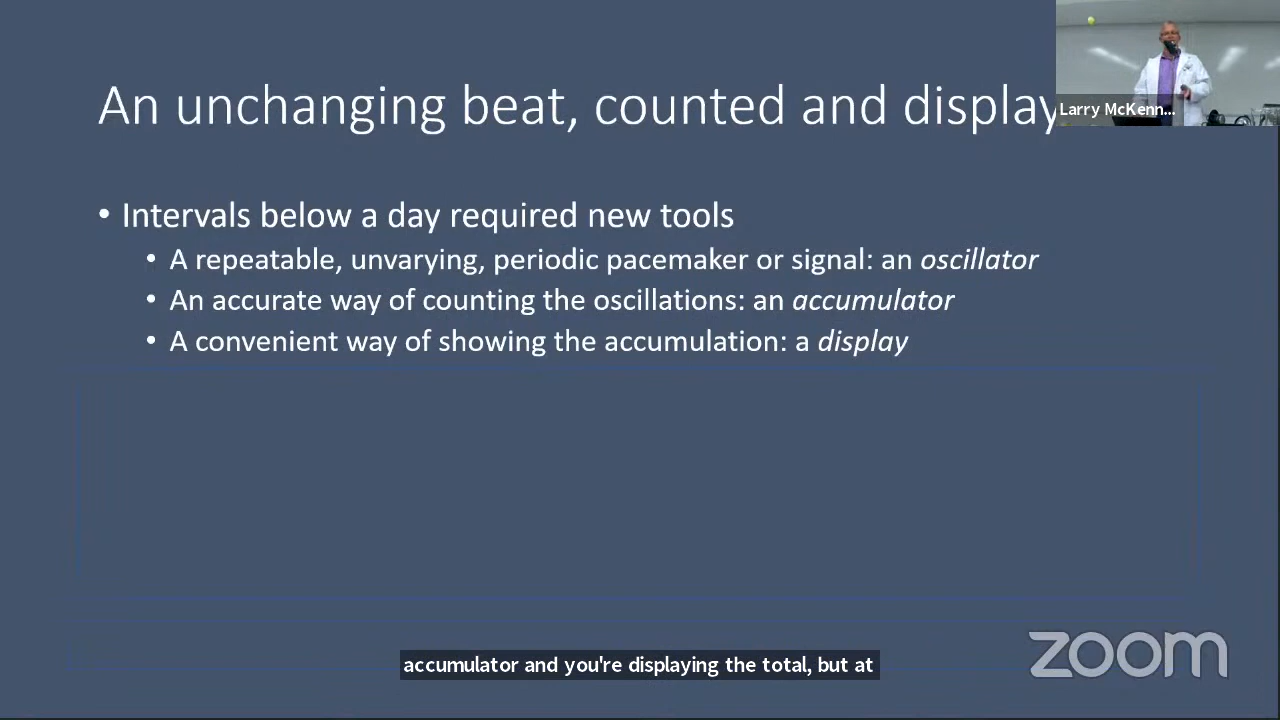 An unchanging beat, counted and display
Larry McKenn...
• Intervals below a day required new tools
• A repeatable, unvarying, periodic pacemaker or signal: an oscillator
• An accurate way of counting the oscillations: an accumulator
• A convenient way of showing the accumulation: a display
zoom
accumulator and you're displaying the total, but at